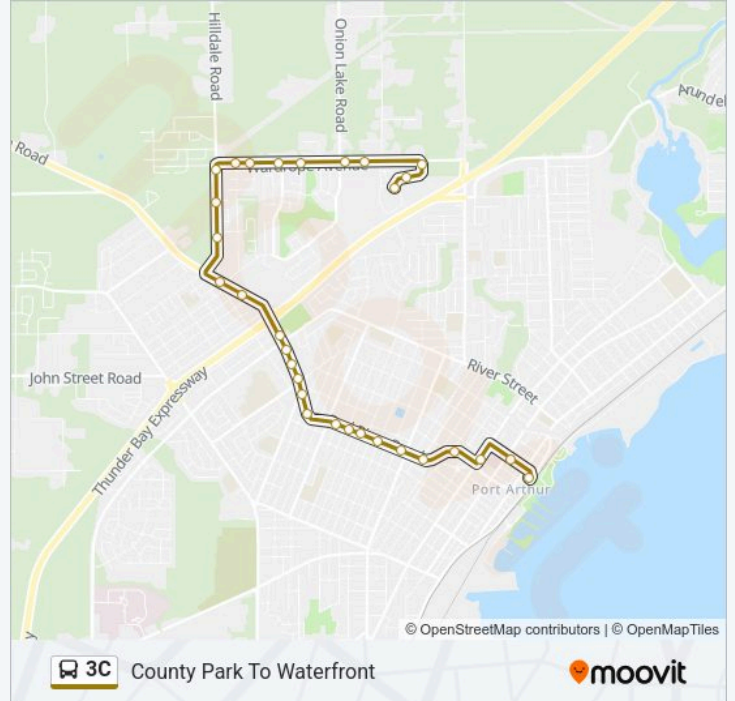 Hilldale Road
Onion Lake Road
Arundel
Road
Wardrope Avenue
River Street
John Street Road
Thunder Bay Expressway
Port Arthur
y
© OpenStreetMap contributors | © OpenMapTiles
3C County Park To Waterfront
moovit